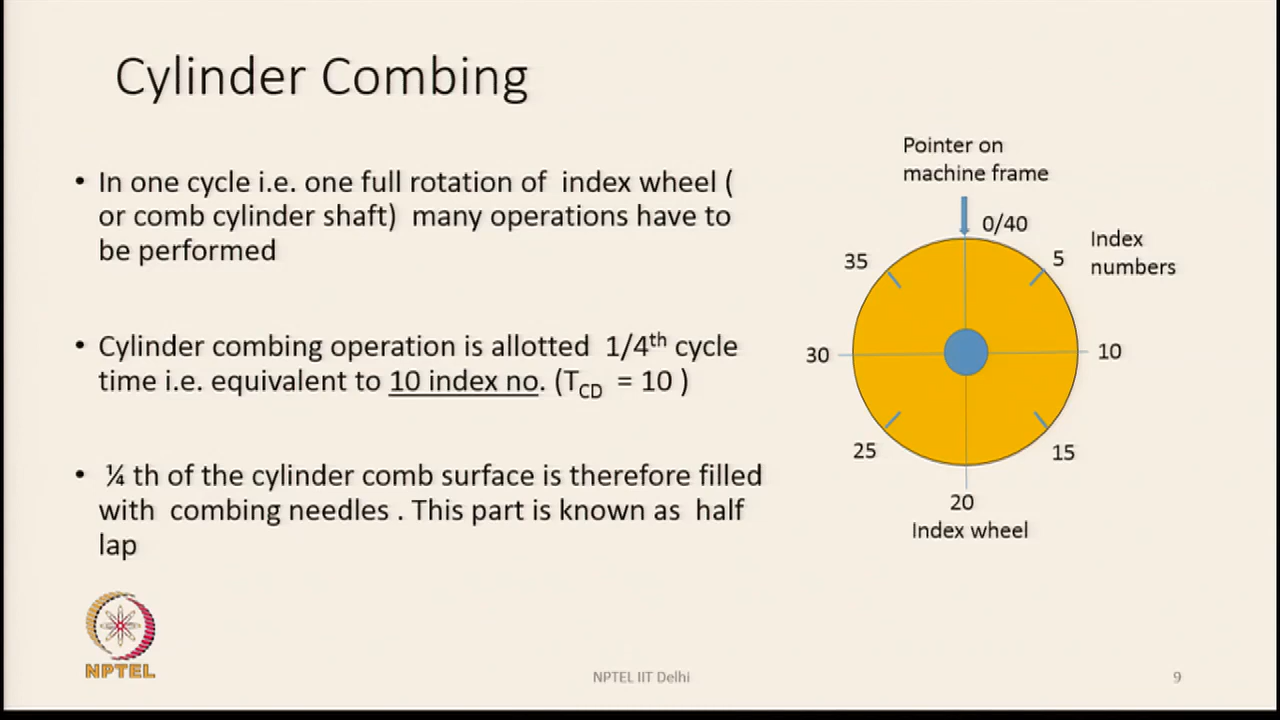 Cylinder Combing
• In one cycle i.e. one full rotation of index wheel (
or comb cylinder shaft) many operations have to
be performed
• Cylinder combing operation is allotted 1/4th cycle
time i.e. equivalent to 10 index no. (TCD = 10 )
• ¼ th of the cylinder comb surface is therefore filled
with combing needles . This part is known as half
lap
Pointer on
machine frame
0/40
Index
numbers
35
5
30
10
25
15
20
Index wheel
NPTEL
NPTEL IIT Delhi
9